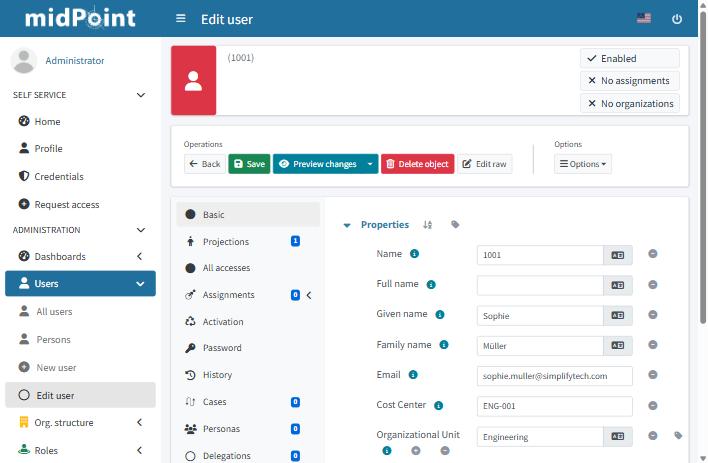 midPoint
Edit user
Administrator
SELF SERVICE
Home
Profile
Credentials
Request access
ADMINISTRATION
Dashboards
Users
All users
Persons
New user
Edit user
Org. structure
Roles
(1001)
Enabled
No assignments
No organizations
Operations
Back
Save
Preview changes
Delete object
Edit raw
Options
Options
Basic
Projections 1
All accesses
Assignments 0
Activation
Password
History
Cases 0
Personas 0
Delegations 0
Properties
Name 1001
Full name
Given name Sophie
Family name Müller
Email sophie.muller@simplifytech.com
Cost Center ENG-001
Organizational Unit Engineering